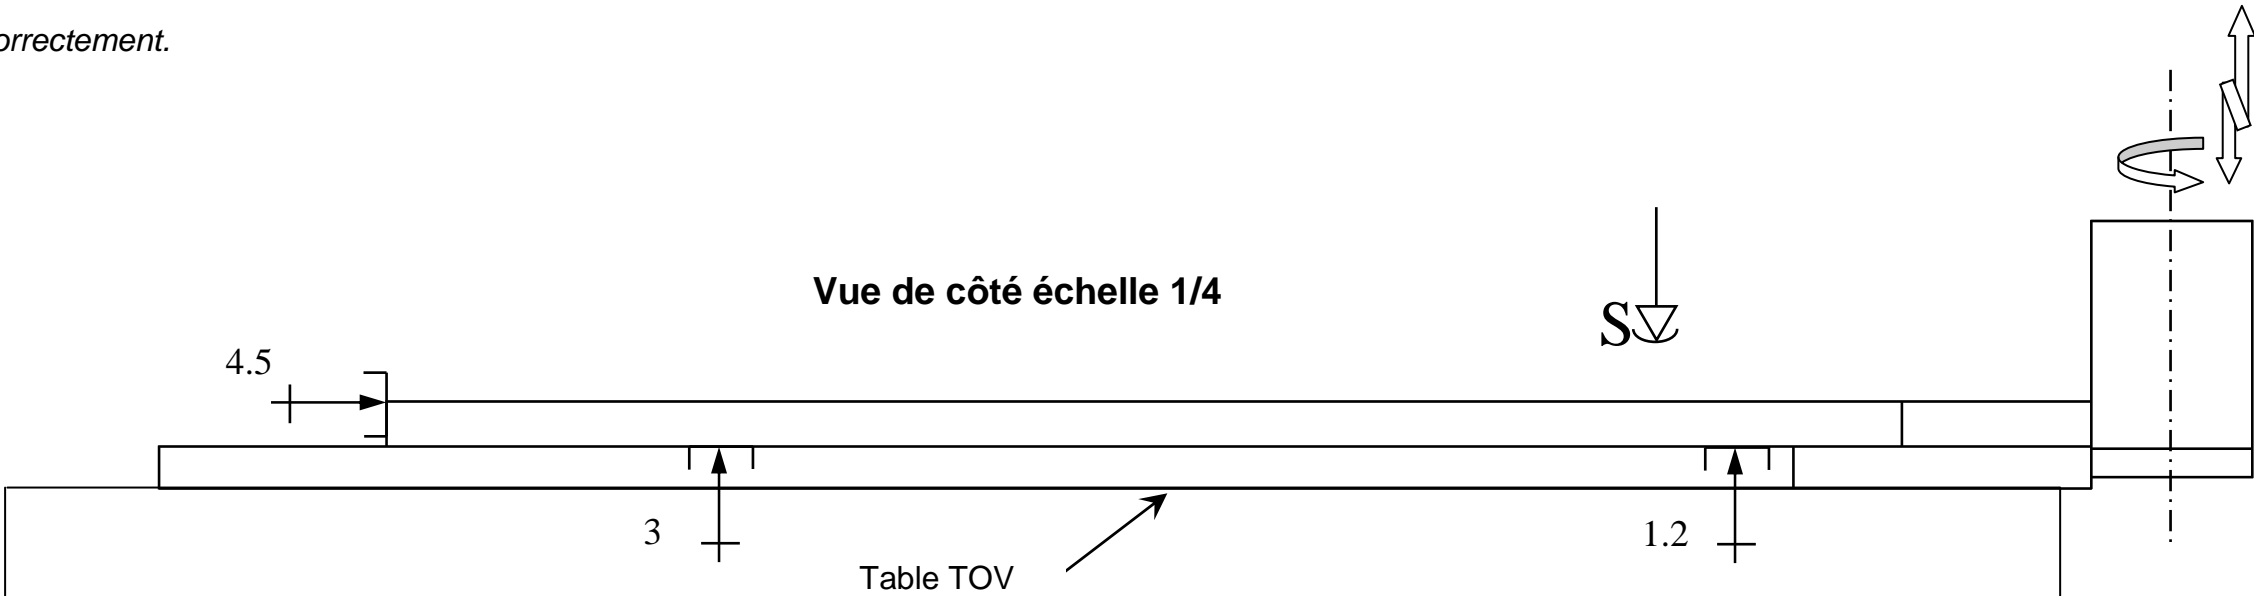 orrectement.
Vue de côté échelle 1/4
S
4.5
3
1.2
Table TOV